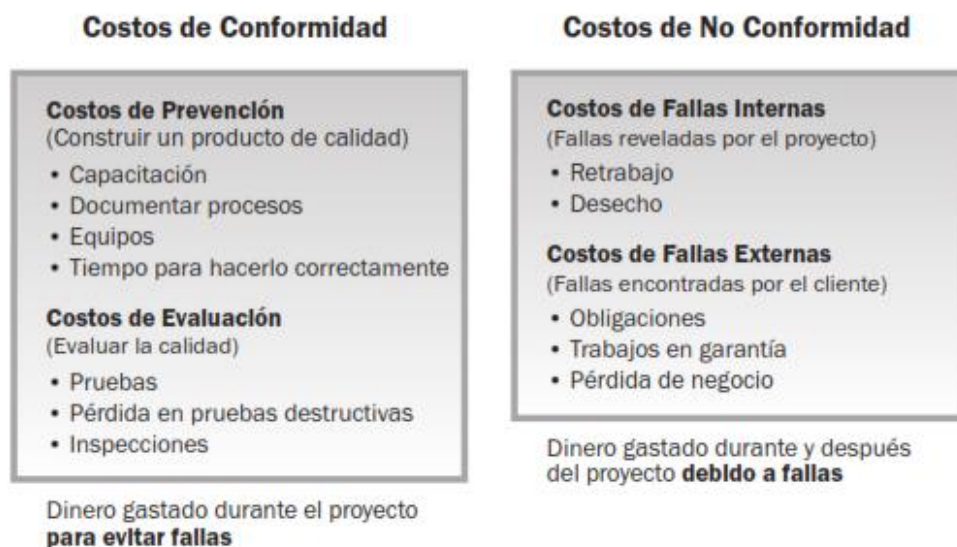 Costos de Conformidad
Costos de Prevención
(Construir un producto de calidad)
• Capacitación
• Documentar procesos
• Equipos
• Tiempo para hacerlo correctamente
Costos de Evaluación
(Evaluar la calidad)
• Pruebas
• Pérdida en pruebas destructivas
• Inspecciones
Dinero gastado durante el proyecto
para evitar fallas
Costos de No Conformidad
Costos de Fallas Internas
(Fallas reveladas por el proyecto)
• Retrabajo
• Desecho
Costos de Fallas Externas
(Fallas encontradas por el cliente)
• Obligaciones
• Trabajos en garantía
• Pérdida de negocio
Dinero gastado durante y después
del proyecto debido a fallas